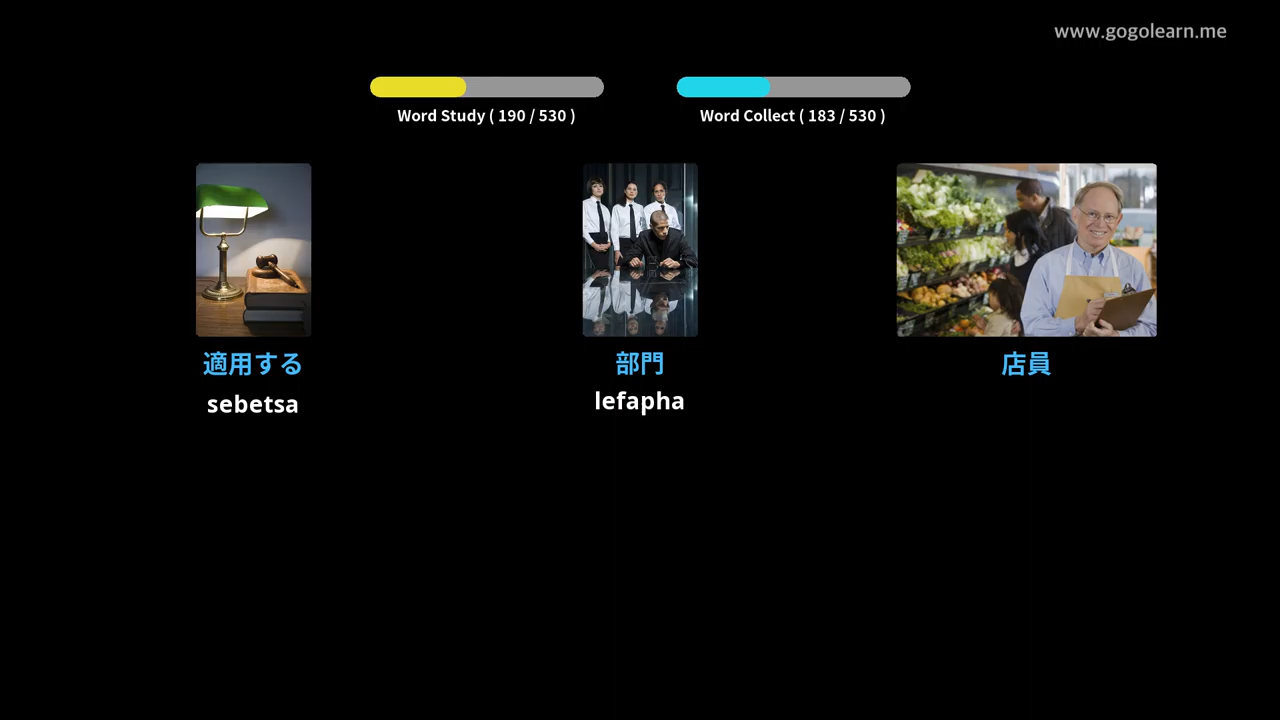 www.gogolearn.me
Word Study ( 190 / 530 )
Word Collect ( 183 / 530 )
適用する
部門
店員
sebetsa
lefapha